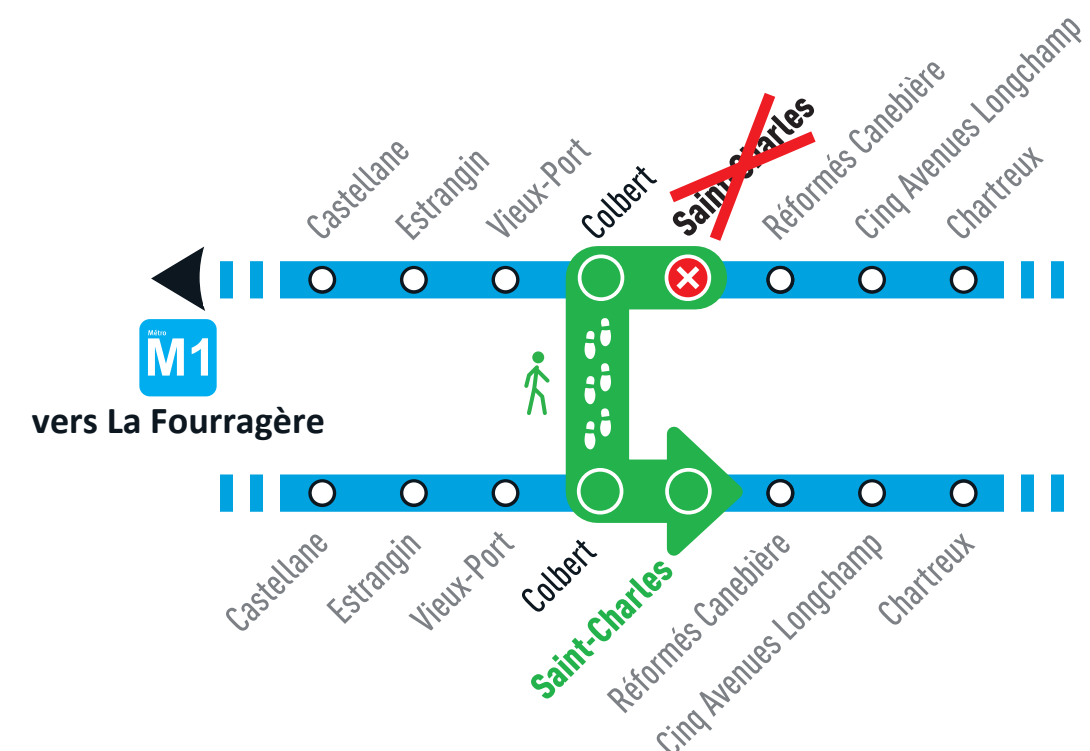 Castellane
Estrangin
Vieux-Port
Colbert
Saint-Charles
Réformés Canebière
Cinq Avenues Longchamp
Chartreux
Métro
M1
vers La Fourragère
Castellane
Estrangin
Vieux-Port
Colbert
Saint-Charles
Réformés Canebière
Cinq Avenues Longchamp
Chartreux